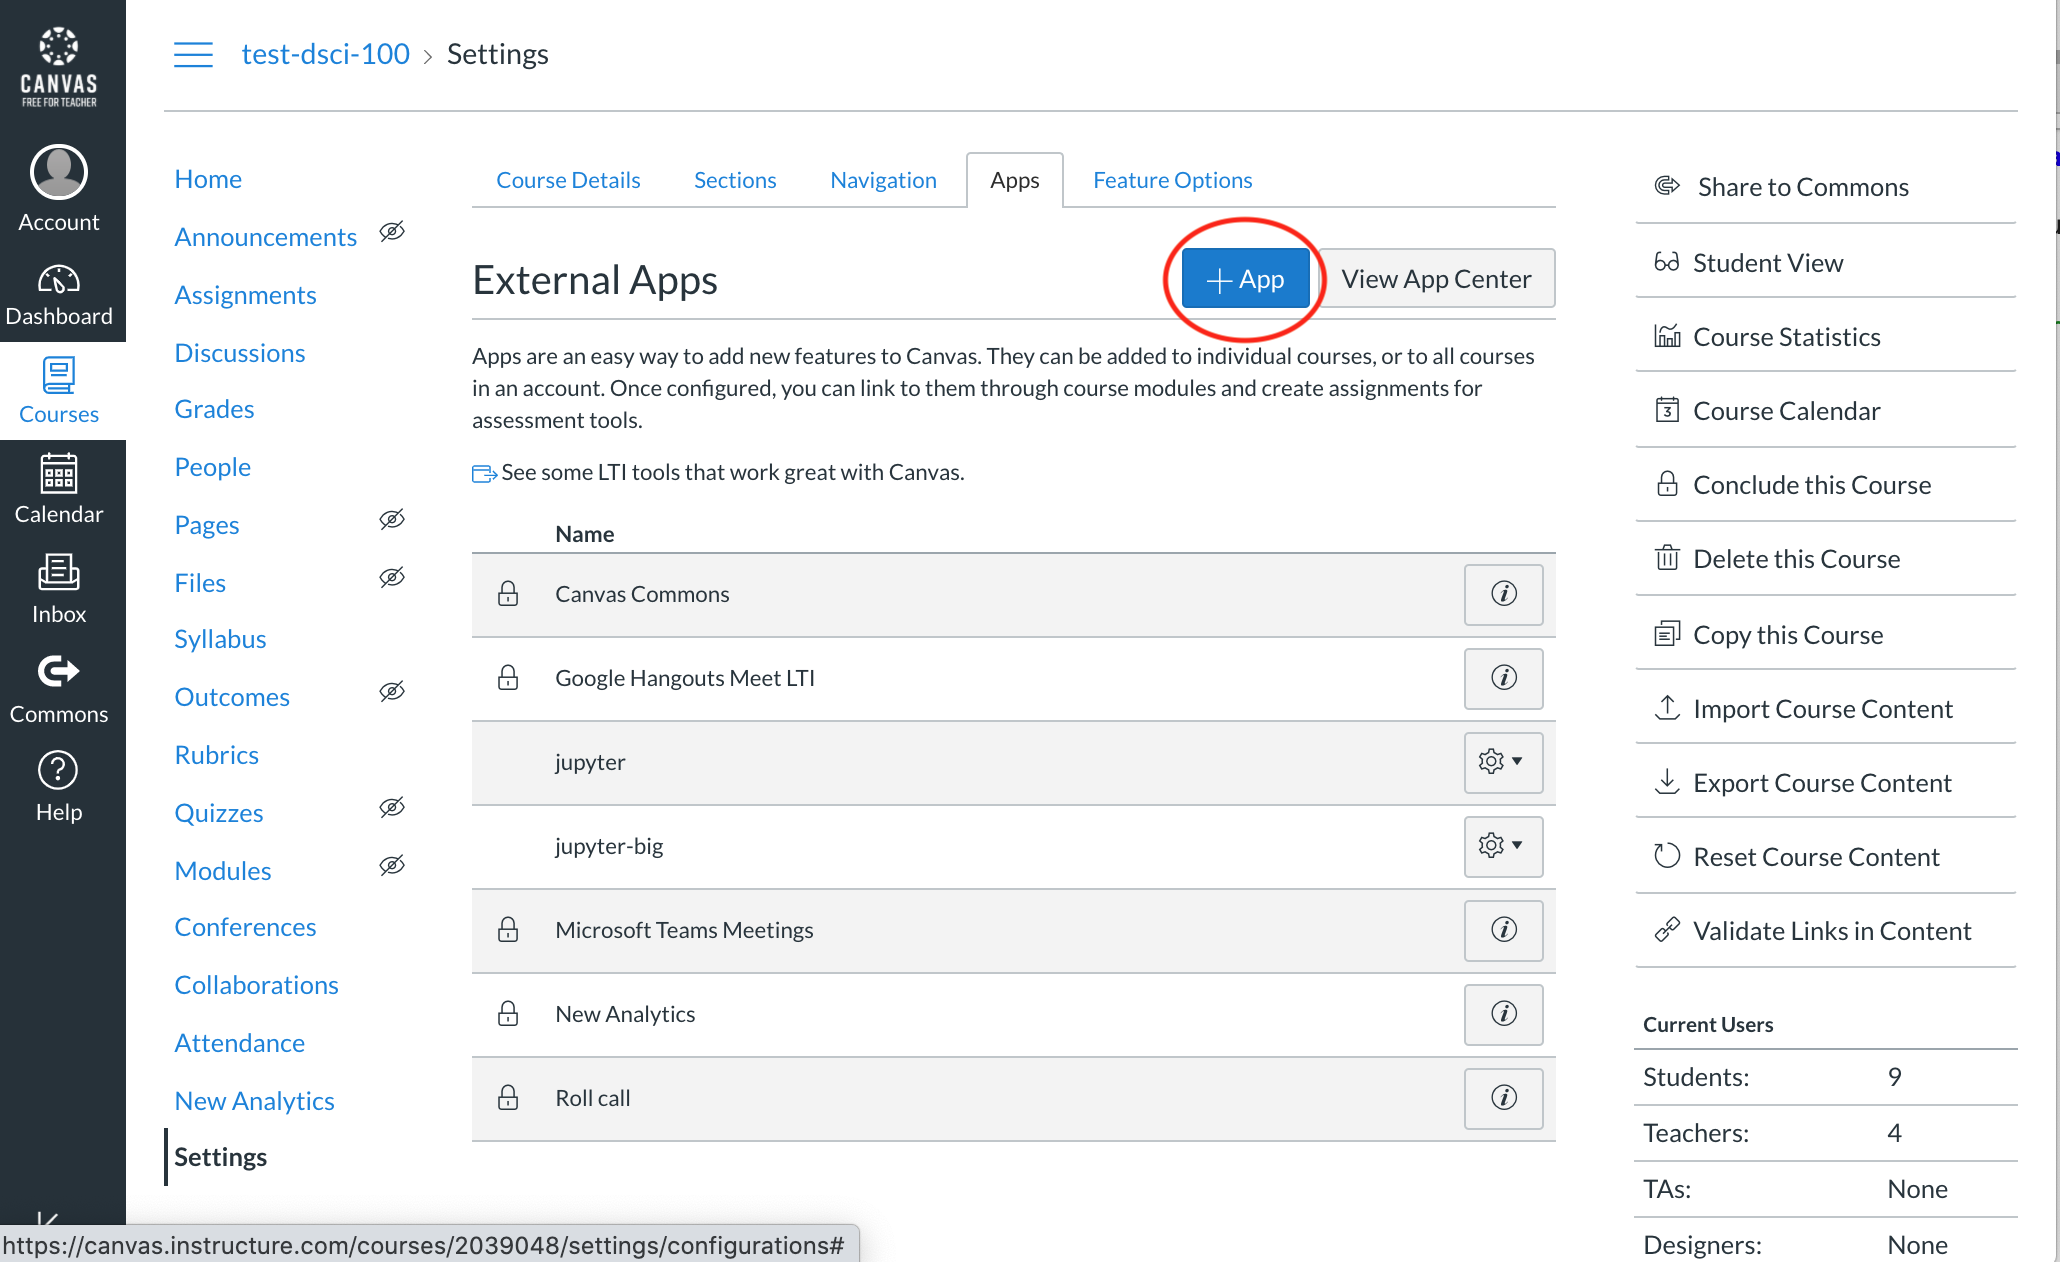 CANVAS
FREE FOR TEACHER
Account
Dashboard
Courses
Calendar
Inbox
Commons
Help
test-dsci-100 › Settings
Home
Announcements
Assignments
Discussions
Grades
People
Pages
Files
Syllabus
Outcomes
Rubrics
Quizzes
Modules
Conferences
Collaborations
Attendance
New Analytics
Settings
Course Details Sections Navigation Apps Feature Options
External Apps
+ App View App Center
Apps are an easy way to add new features to Canvas. They can be added to individual courses, or to all courses
in an account. Once configured, you can link to them through course modules and create assignments for
assessment tools.
See some LTI tools that work great with Canvas.
Name
Canvas Commons
Google Hangouts Meet LTI
jupyter
jupyter-big
Microsoft Teams Meetings
New Analytics
Roll call
Share to Commons
Student View
Course Statistics
Course Calendar
Conclude this Course
Delete this Course
Copy this Course
Import Course Content
Export Course Content
Reset Course Content
Validate Links in Content
Current Users
Students: 9
Teachers: 4
TAs: None
Designers: None
https://canvas.instructure.com/courses/2039048/settings/configurations#